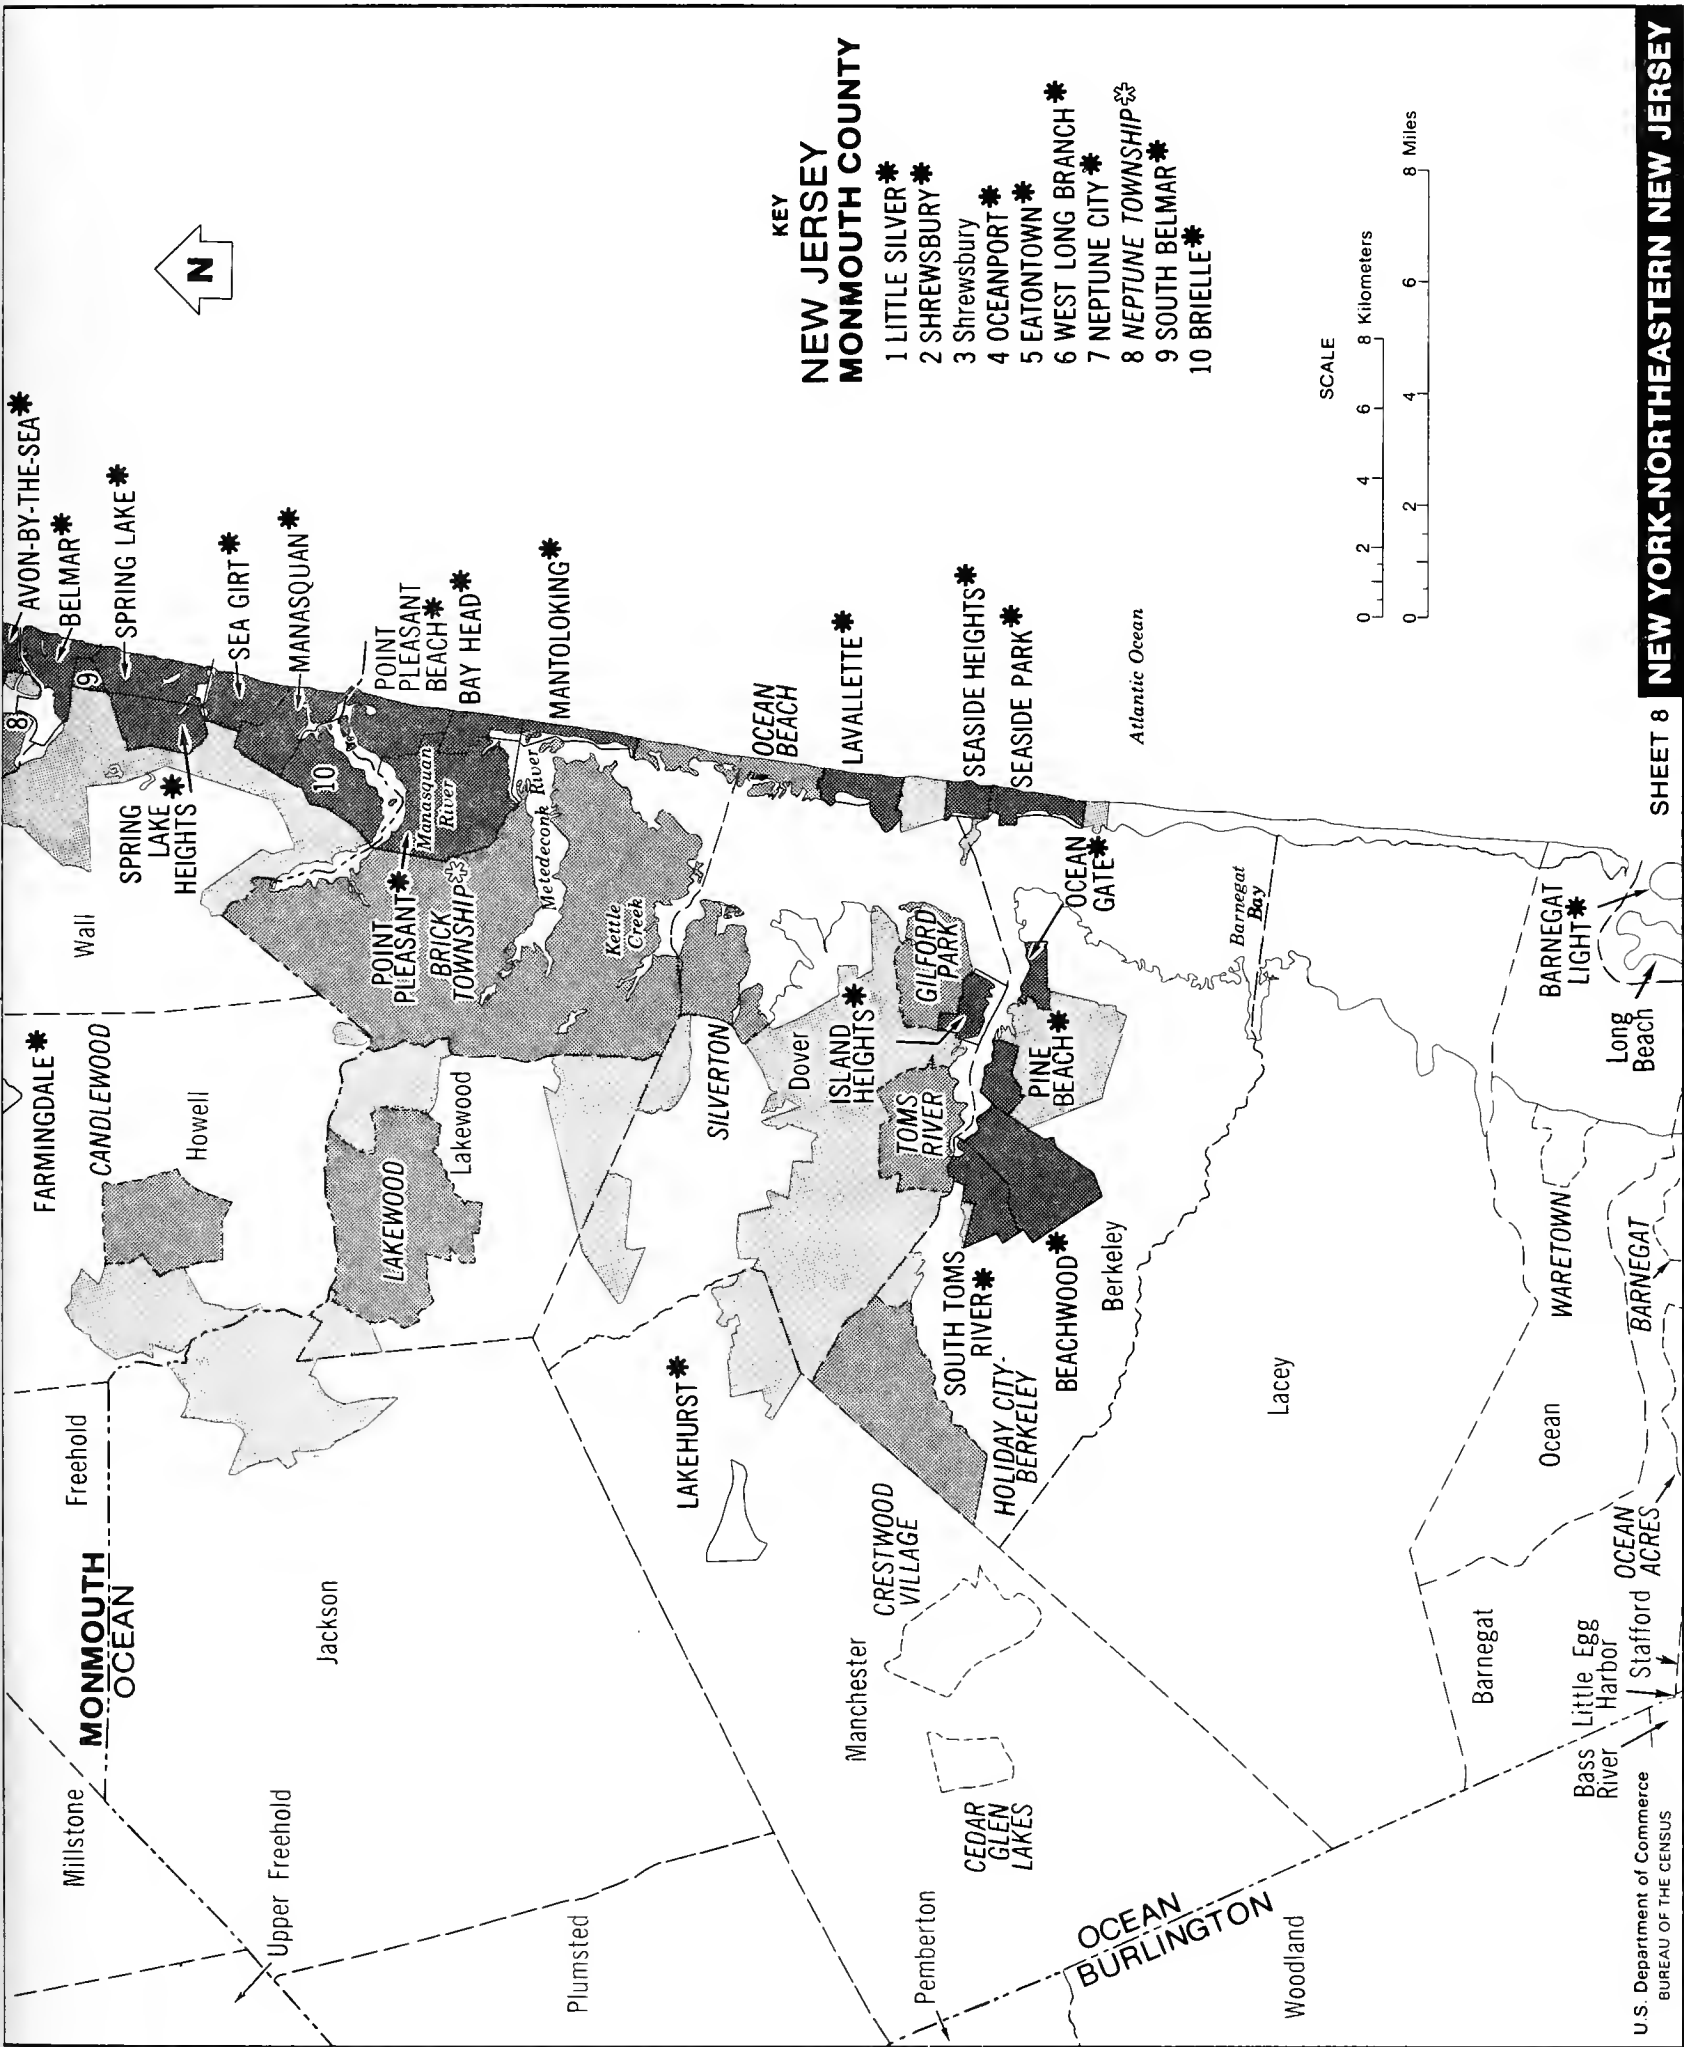 AVON-BY-THE-SEA*
BELMAR*
SPRING LAKE*
SEA GIRT*
MANASQUAN*
POINT
PLEASANT
BEACH*
BAY HEAD*
MANTOLOKING*
OCEAN
BEACH
LAVALLETTE*
SEASIDE HEIGHTS*
SEASIDE PARK*
Atlantic Ocean
N
KEY
NEW JERSEY
MONMOUTH COUNTY
1 LITTLE SILVER*
2 SHREWSBURY*
3 Shrewsbury
4 OCEANPORT*
5 EATONTOWN*
6 WEST LONG BRANCH*
7 NEPTUNE CITY*
8 NEPTUNE TOWNSHIP*
9 SOUTH BELMAR*
10 BRIELLE*
SCALE
0 2 4 6 8 Kilometers
0 2 4 6 8 Miles
8
9
10
SPRING
LAKE
HEIGHTS*
Wall
Manasquan
River
POINT
PLEASANT*
BRICK
TOWNSHIP*
Metedeconk River
Kettle
Creek
FARMINGDALE*
CANDLEWOOD
Howell
Lakewood
LAKEWOOD
SILVERTON
Dover
ISLAND
HEIGHTS*
GILFORD
PARK
OCEAN
GATE*
TOMS
RIVER
PINE
BEACH*
Barnegat
Bay
BARNEGAT
LIGHT*
Long
Beach
SOUTH TOMS
RIVER*
BEACHWOOD*
Berkeley
HOLIDAY CITY-
BERKELEY
LAKEHURST*
CRESTWOOD
VILLAGE
Manchester
CEDAR
GLEN
LAKES
Lacey
WARETOWN
BARNEGAT
Ocean
OCEAN
ACRES
Barnegat
Stafford
Little Egg
Harbor
Bass
River
Freehold
MONMOUTH
OCEAN
Jackson
Millstone
Upper Freehold
Plumsted
Pemberton
OCEAN
BURLINGTON
Woodland
U.S. Department of Commerce
BUREAU OF THE CENSUS
SHEET 8
NEW YORK-NORTHEASTERN NEW JERSEY